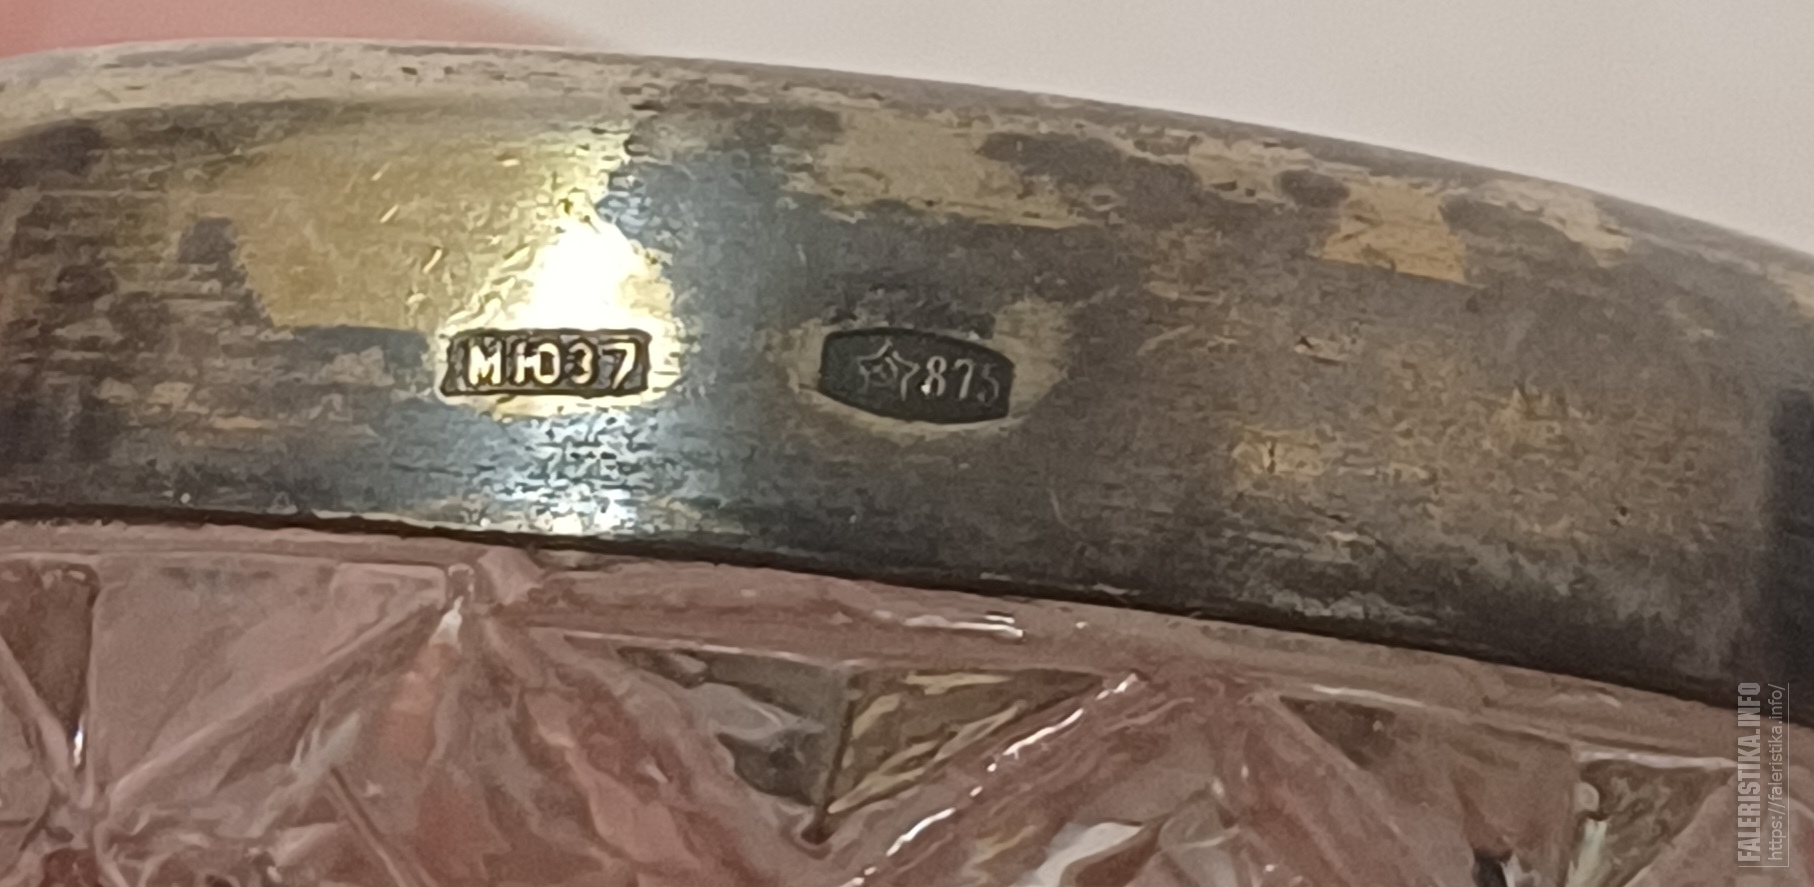 МЮ37
875
FALERISTIKA.INFO
https://faleristika.info/